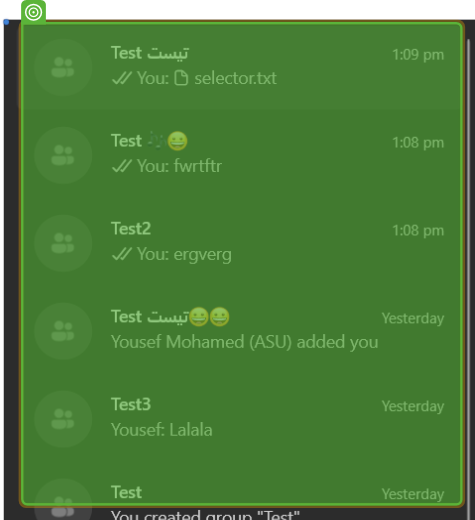 Test تيست
1:09 pm
You: selector.txt
Test 🎶😀
1:08 pm
You: fwrtftr
Test2
1:08 pm
You: ergverg
Test تيست😀😀
Yesterday
Yousef Mohamed (ASU) added you
Test3
Yesterday
Yousef: Lalala
Test
Yesterday
You created group "Test"